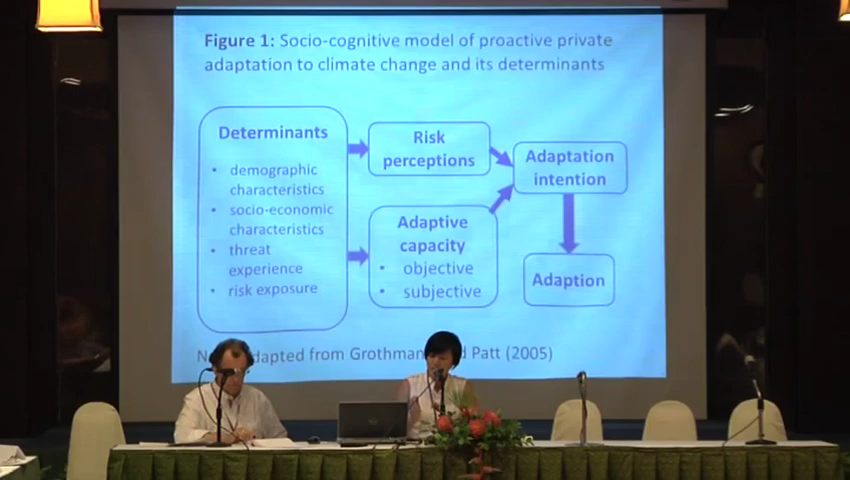 Figure 1: Socio-cognitive model of proactive private
adaptation to climate change and its determinants
Determinants
• demographic
characteristics
• socio-economic
characteristics
• threat
experience
• risk exposure
Risk
perceptions
Adaptive
capacity
• objective
• subjective
Adaptation
intention
Adaption
adapted from Grothman Patt (2005)